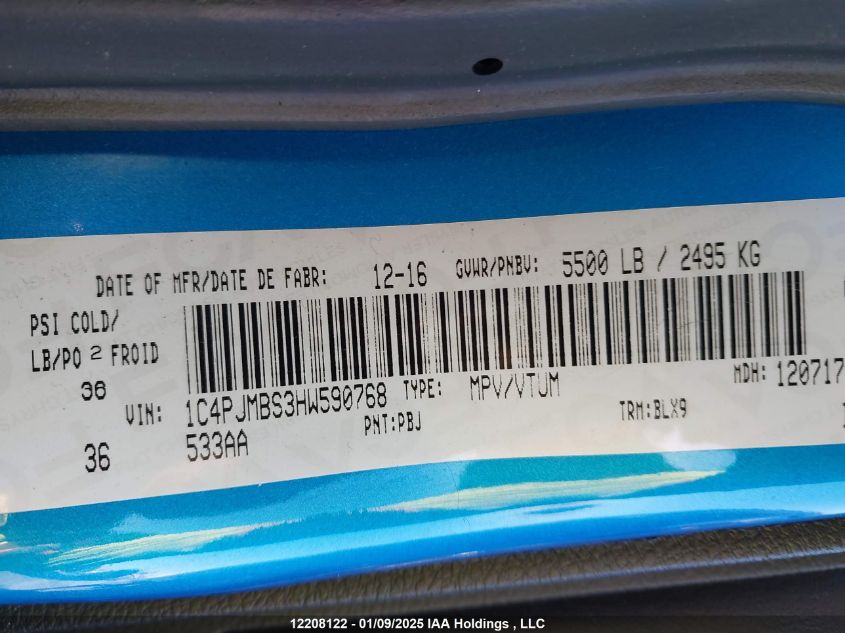 DATE OF MFR/DATE DE FABR: 12-16 GVWR/PNBV: 5500 LB / 2495 KG
PSI COLD/
LB/PO 2 FROID
36
VIN: 1C4PJMBS3HW590768 TYPE: MPV/VTUM MDH: 120717
36
533AA PNT:PBJ TRM:BLX9
12208122 - 01/09/2025 IAA Holdings , LLC